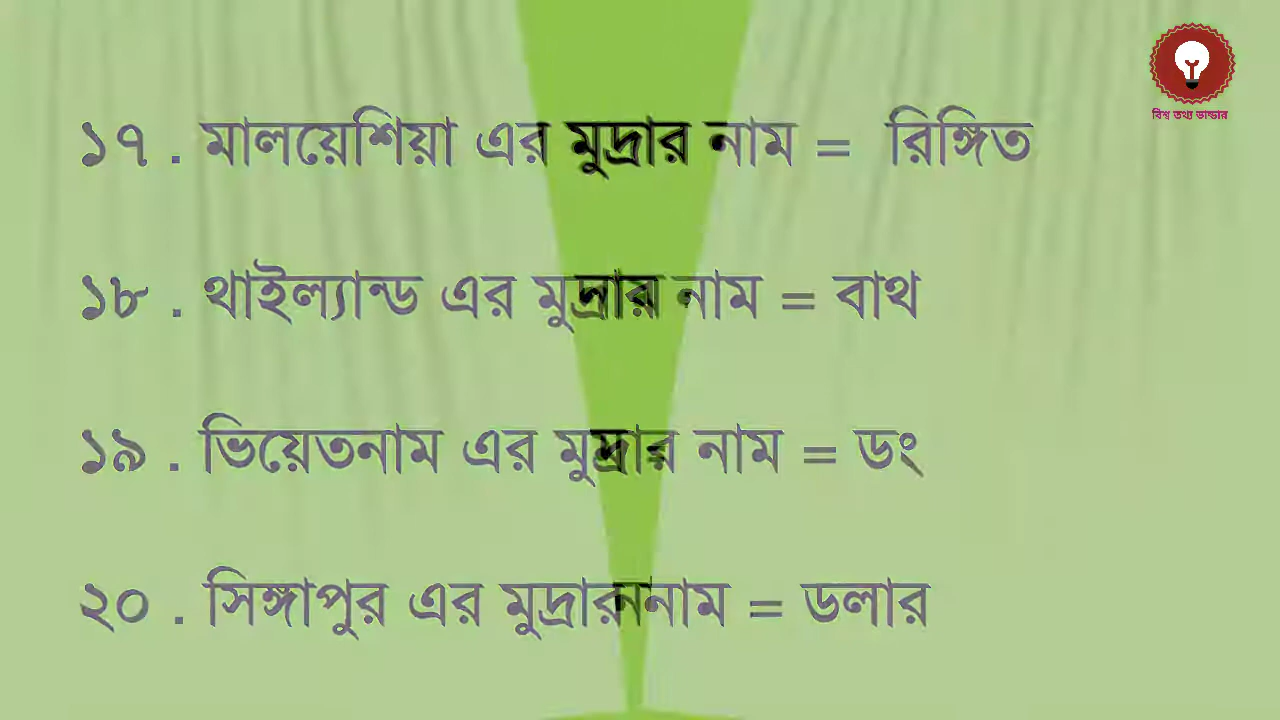 বিশ্ব তথ্য ভান্ডার
১৭ . মালয়েশিয়া এর মুদ্রার নাম = রিঙ্গিত
১৮ . থাইল্যান্ড এর মুদ্রার নাম = বাথ
১৯ . ভিয়েতনাম এর মুদ্রার নাম = ডং
২০ . সিঙ্গাপুর এর মুদ্রার নাম = ডলার